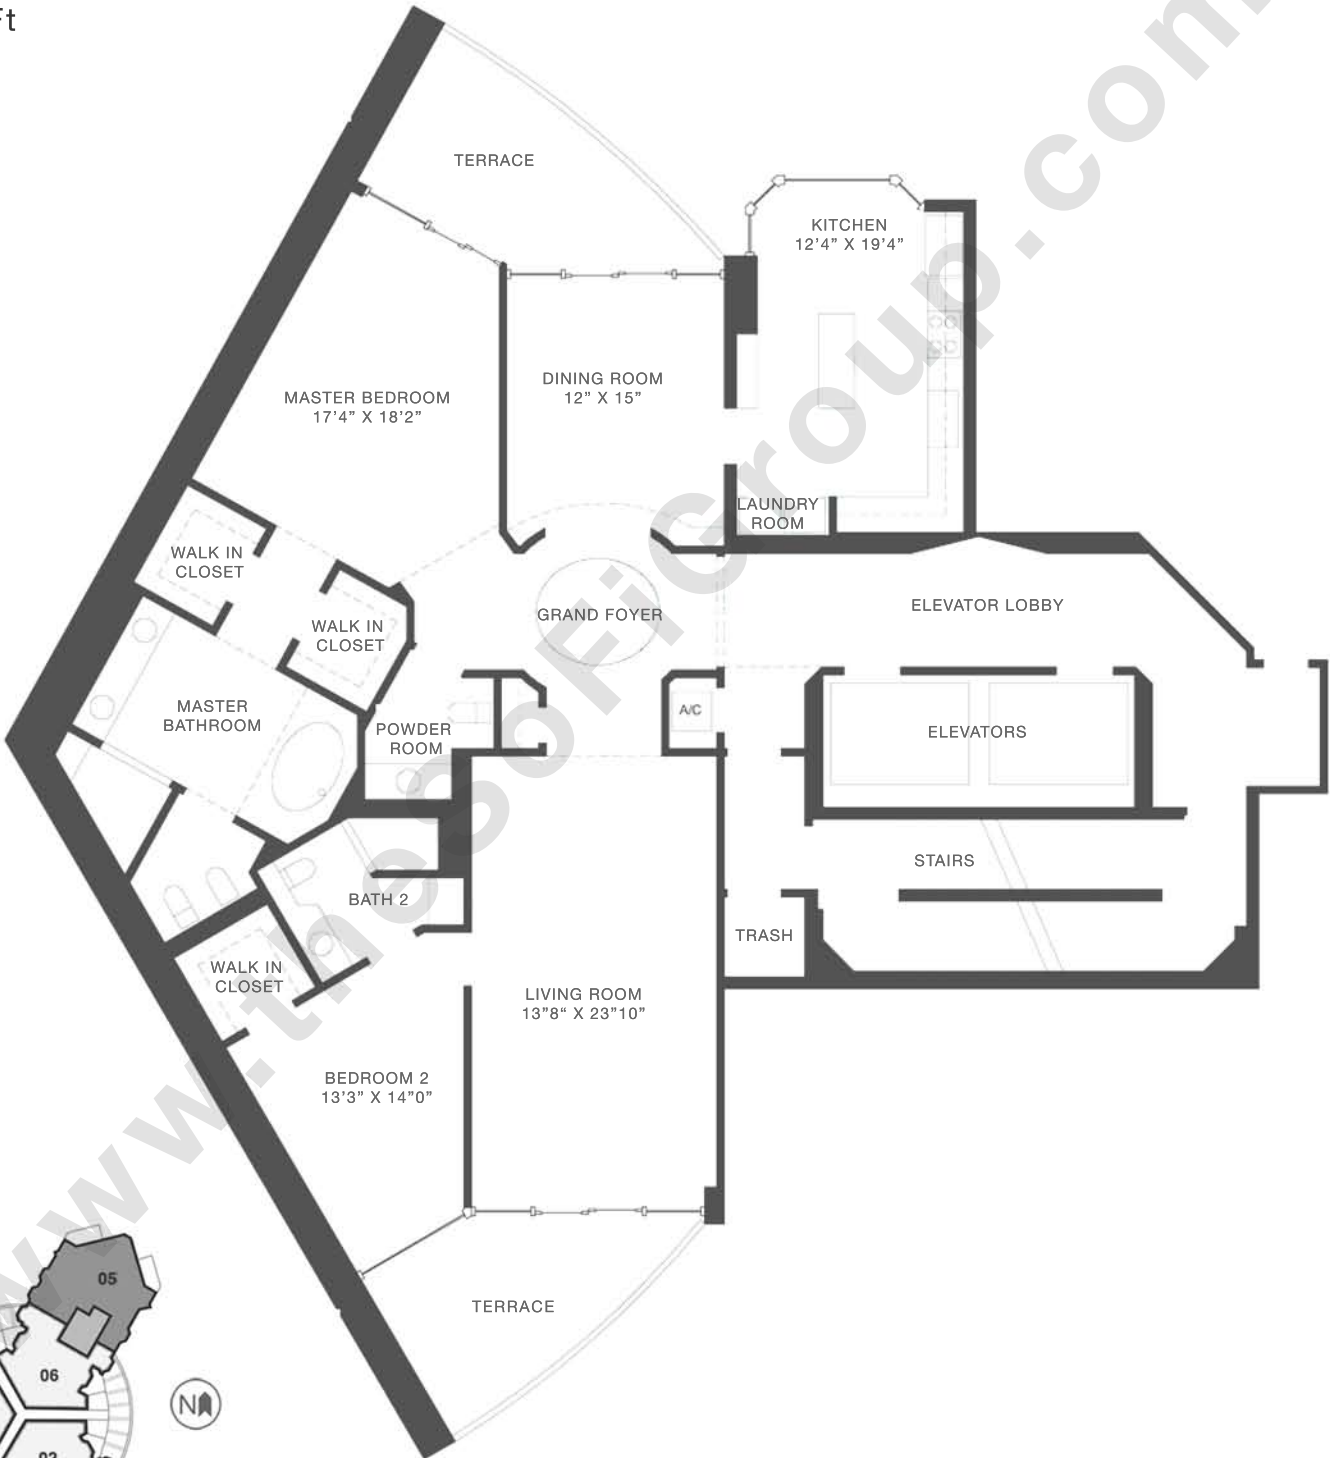 Ft
TERRACE
KITCHEN
12'4” X 19'4”
MASTER BEDROOM
17'4” X 18'2”
DINING ROOM
12” X 15”
LAUNDRY
ROOM
WALK IN
CLOSET
WALK IN
CLOSET
GRAND FOYER
ELEVATOR LOBBY
MASTER
BATHROOM
POWDER
ROOM
A/C
ELEVATORS
BATH 2
STAIRS
TRASH
WALK IN
CLOSET
LIVING ROOM
13”8“ X 23”10”
BEDROOM 2
13'3” X 14”0”
TERRACE
05
06
N
www.theSoFiGroup.com